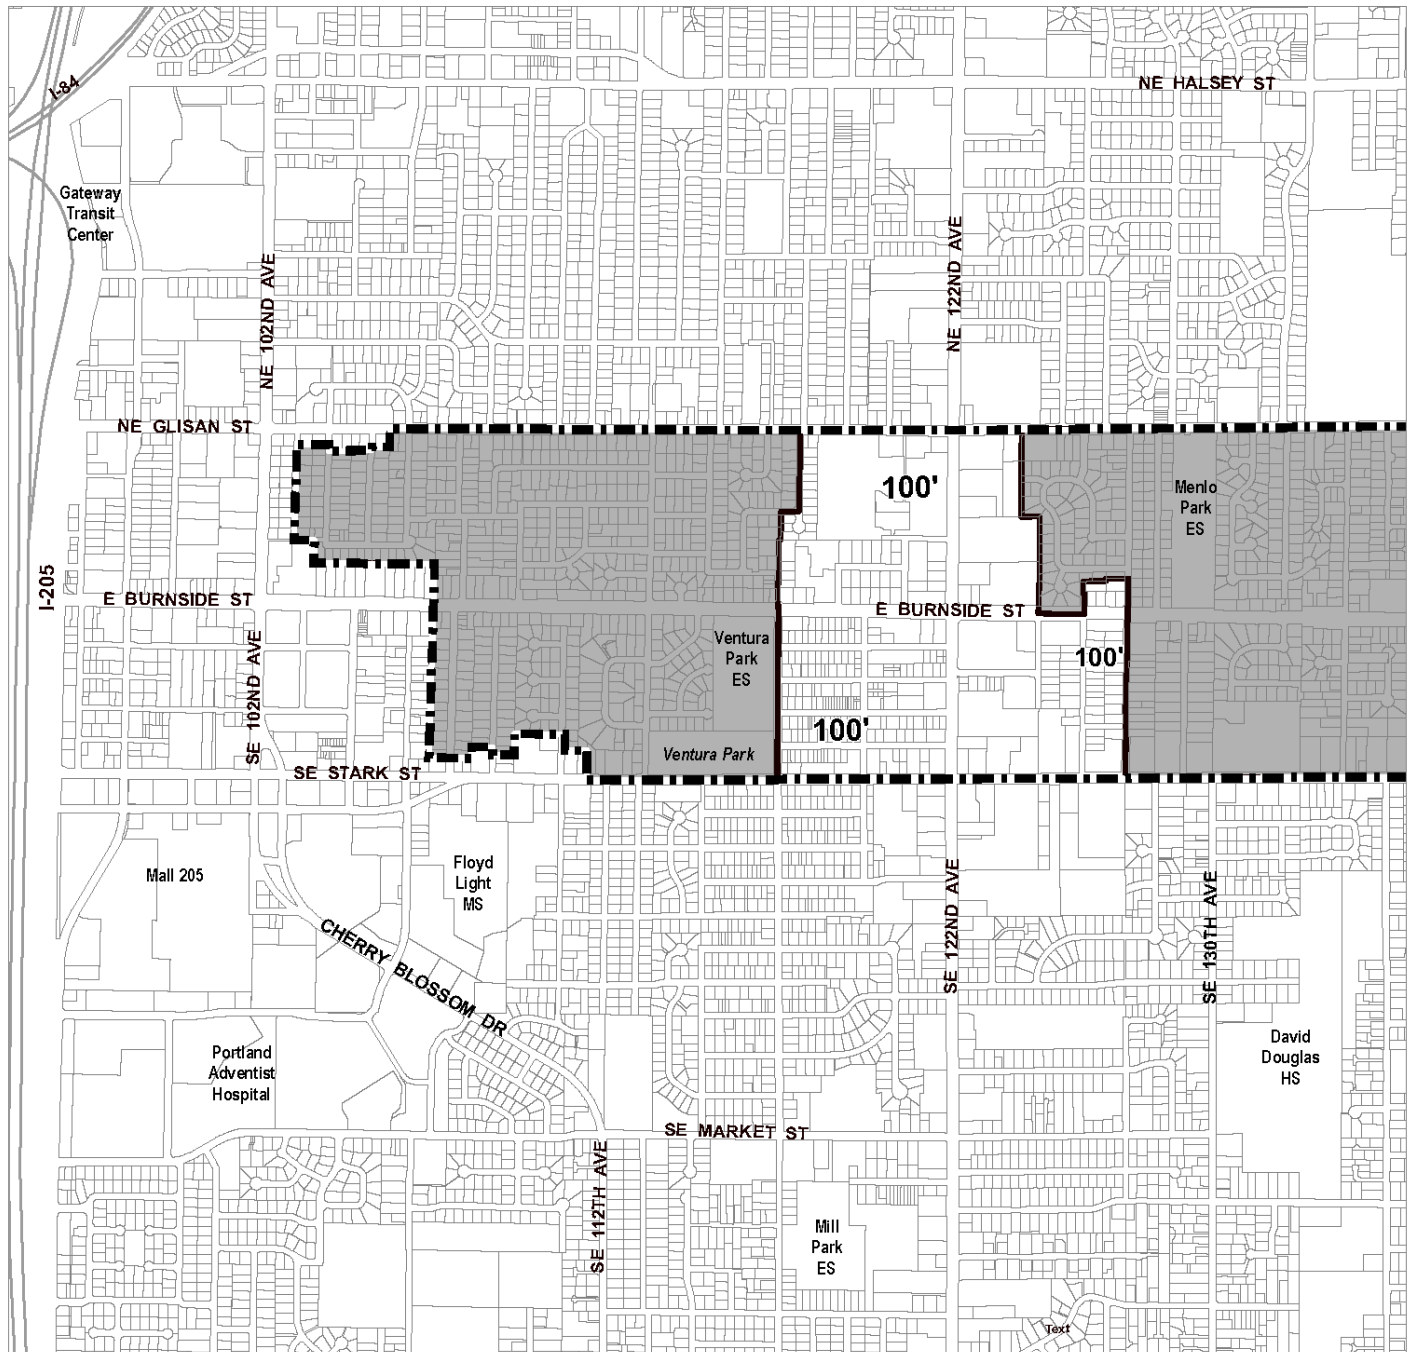 NE HALSEY ST
I-84
Gateway
Transit
Center
NE 102ND AVE
NE 122ND AVE
NE GLISAN ST
100'
Menlo
Park
ES
I-205
E BURNSIDE ST
E BURNSIDE ST
SE 102ND AVE
Ventura
Park
ES
100'
100'
Ventura Park
SE STARK ST
Mall 205
Floyd
Light
MS
SE 122ND AVE
SE 130TH AVE
CHERRY BLOSSOM DR
Portland
Adventist
Hospital
David
Douglas
HS
SE MARKET ST
SE 112TH AVE
Mill
Park
ES
Text